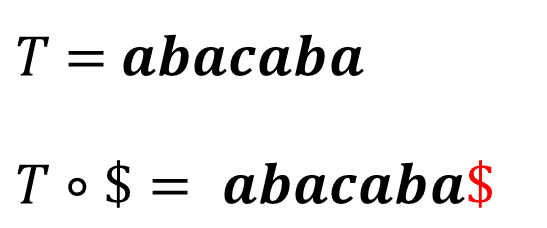 T = abacaba
T ∘ $ = abacaba$